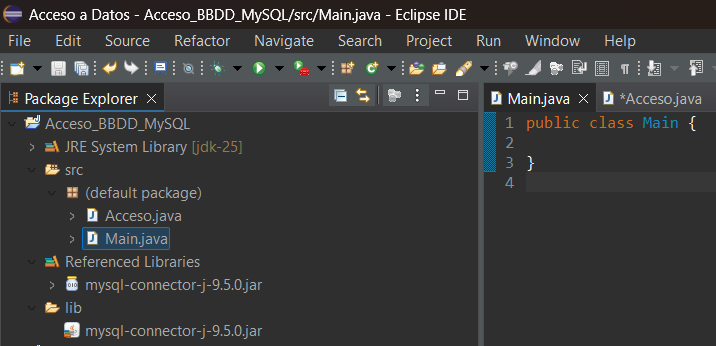 Acceso a Datos - Acceso_BBDD_MySQL/src/Main.java - Eclipse IDE
File Edit Source Refactor Navigate Search Project Run Window Help
Package Explorer
Acceso_BBDD_MySQL
JRE System Library [jdk-25]
src
(default package)
Acceso.java
Main.java
Referenced Libraries
mysql-connector-j-9.5.0.jar
lib
mysql-connector-j-9.5.0.jar
Main.java *Acceso.java
1 public class Main {
2
3 }
4